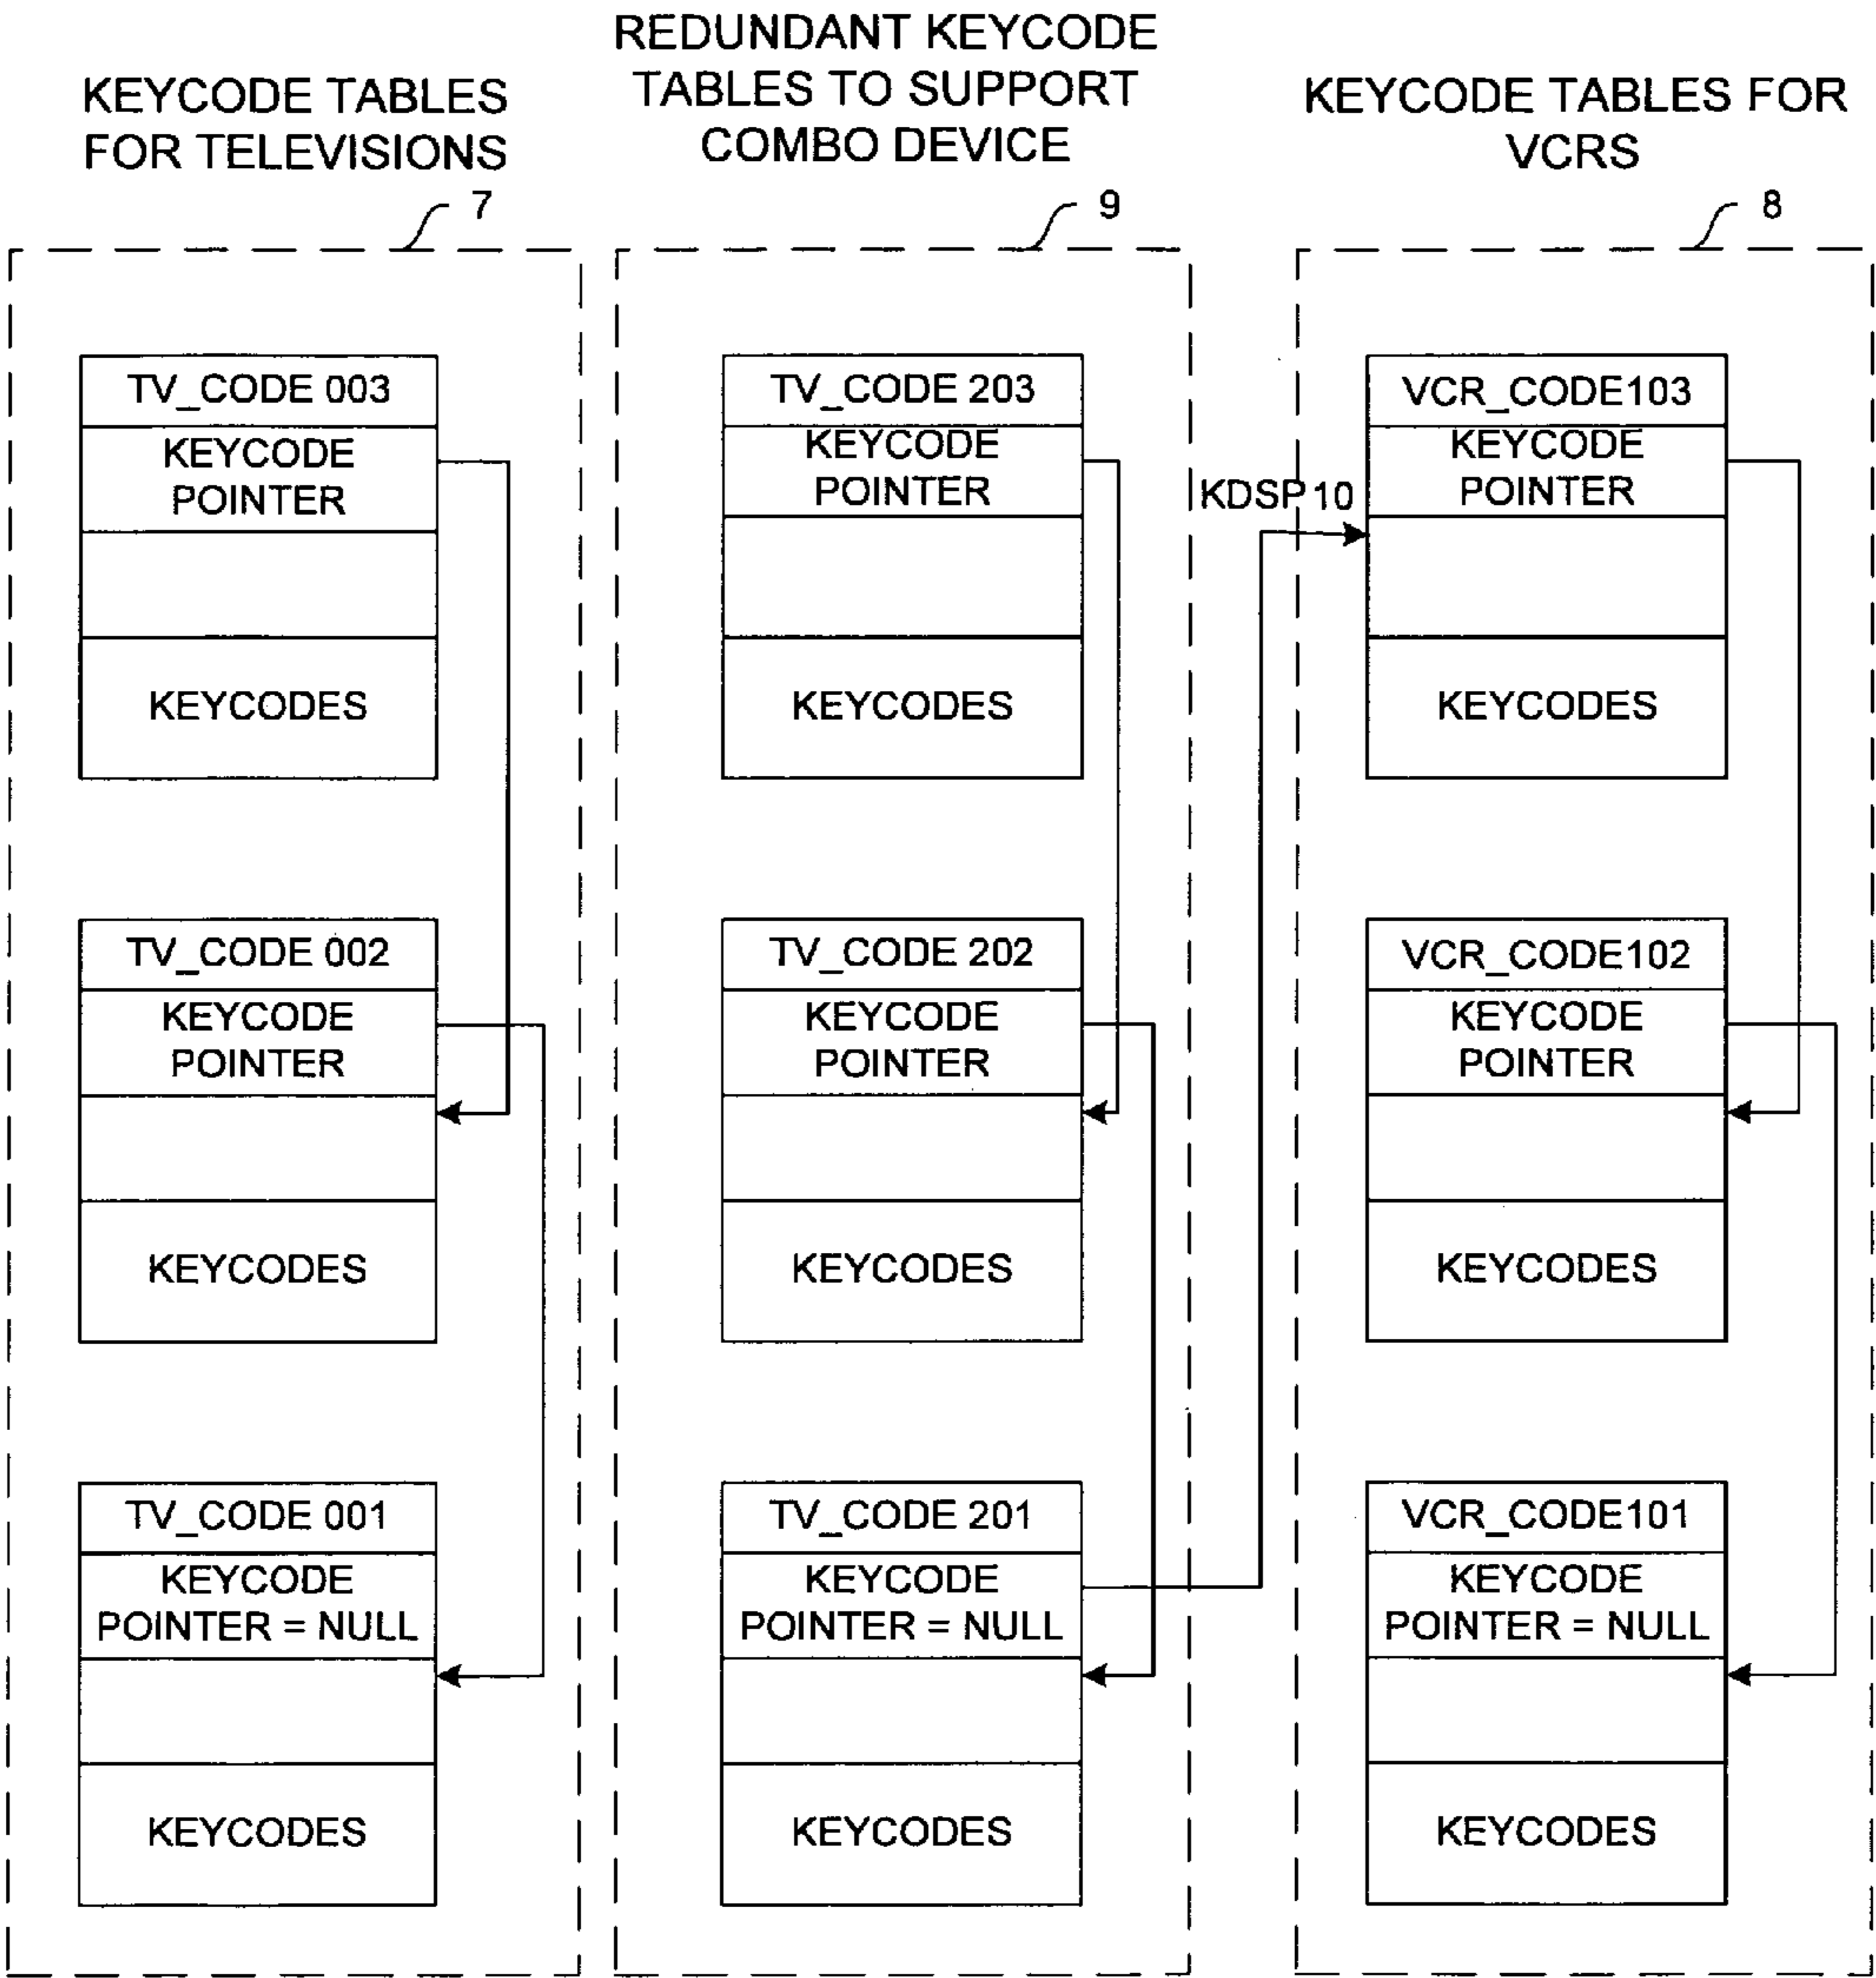 KEYCODE TABLES
FOR TELEVISIONS
7
TV_CODE 003
KEYCODE
POINTER
KEYCODES
TV_CODE 002
KEYCODE
POINTER
KEYCODES
TV_CODE 001
KEYCODE
POINTER = NULL
KEYCODES
REDUNDANT KEYCODE
TABLES TO SUPPORT
COMBO DEVICE
9
TV_CODE 203
KEYCODE
POINTER
KEYCODES
TV_CODE 202
KEYCODE
POINTER
KEYCODES
TV_CODE 201
KEYCODE
POINTER = NULL
KEYCODES
KDSP 10
KEYCODE TABLES FOR
VCRS
8
VCR_CODE103
KEYCODE
POINTER
KEYCODES
VCR_CODE102
KEYCODE
POINTER
KEYCODES
VCR_CODE101
KEYCODE
POINTER = NULL
KEYCODES